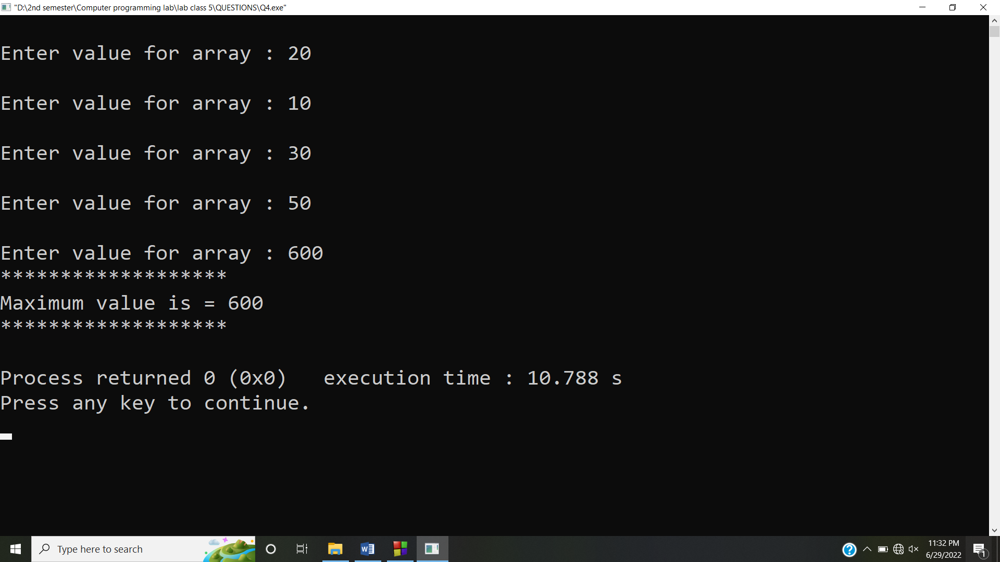 "D:\2nd semester\Computer programming lab\lab class 5\QUESTIONS\Q4.exe"
Enter value for array : 20
Enter value for array : 10
Enter value for array : 30
Enter value for array : 50
Enter value for array : 600
*******************
Maximum value is = 600
*******************
Process returned 0 (0x0)   execution time : 10.788 s
Press any key to continue.
Type here to search
11:32 PM
6/29/2022
1